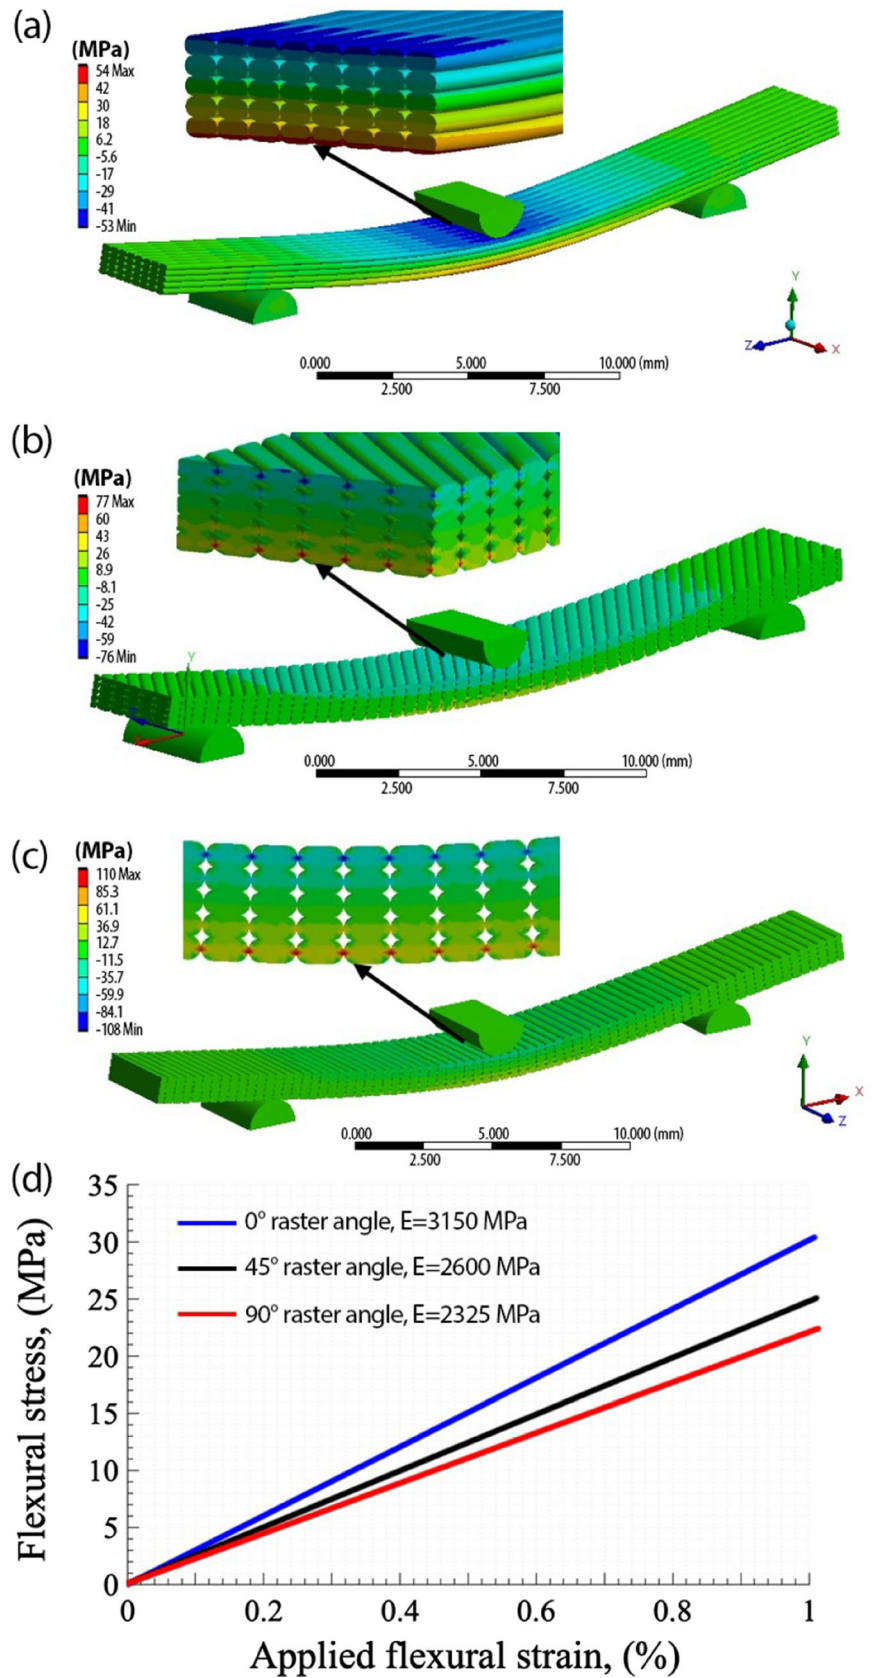 (a)
(MPa)
54 Max
42
30
18
6.2
-5.6
-17
-29
-41
-53 Min
Y
Z X
0.000 5.000 10.000 (mm)
2.500 7.500
(b)
(MPa)
77 Max
60
43
26
8.9
-8.1
-25
-42
-59
-76 Min
Y
0.000 5.000 10.000 (mm)
2.500 7.500
(c)
(MPa)
110 Max
85.3
61.1
36.9
12.7
-11.5
-35.7
-59.9
-84.1
-108 Min
Y
X
Z
0.000 5.000 10.000 (mm)
2.500 7.500
(d)
35
30
25
20
15
10
5
0
Flexural stress, (MPa)
0° raster angle, E=3150 MPa
45° raster angle, E=2600 MPa
90° raster angle, E=2325 MPa
0 0.2 0.4 0.6 0.8 1
Applied flexural strain, (%)